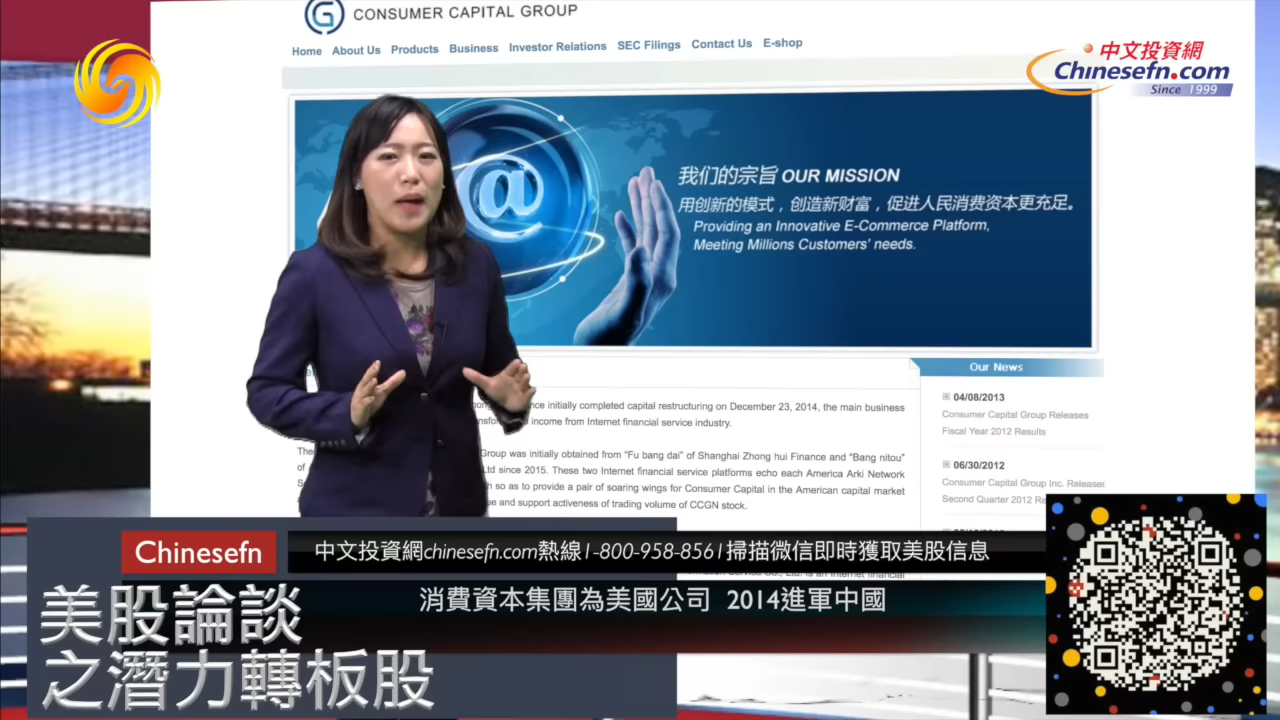 CONSUMER CAPITAL GROUP
Home About Us Products Business Investor Relations SEC Filings Contact Us E-shop
中文投資網
Chinesefn.com
Since 1999
@
我们的宗旨 OUR MISSION
用创新的模式，创造新财富，促进人民消费资本更充足。
Providing an Innovative E-Commerce Platform,
Meeting Millions Customers' needs.
Our News
04/08/2013
Consumer Capital Group Releases
Fiscal Year 2012 Results
06/30/2012
Consumer Capital Group Inc. Releases
Second Quarter 2012 Re
initially completed capital restructuring on December 23, 2014, the main business
income from Internet financial service industry.
Group was initially obtained from "Fu bang dai" of Shanghai Zhong hui Finance and "Bang nitou"
of Ltd since 2015. These two Internet financial service platforms echo each America Arki Network
so as to provide a pair of soaring wings for Consumer Capital in the American capital market
and support activeness of trading volume of CCGN stock.
Chinesefn
中文投資網chinesefn.com熱線1-800-958-8561掃描微信即時獲取美股信息
消費資本集團為美國公司 2014進軍中國
美股論談
之潛力轉板股